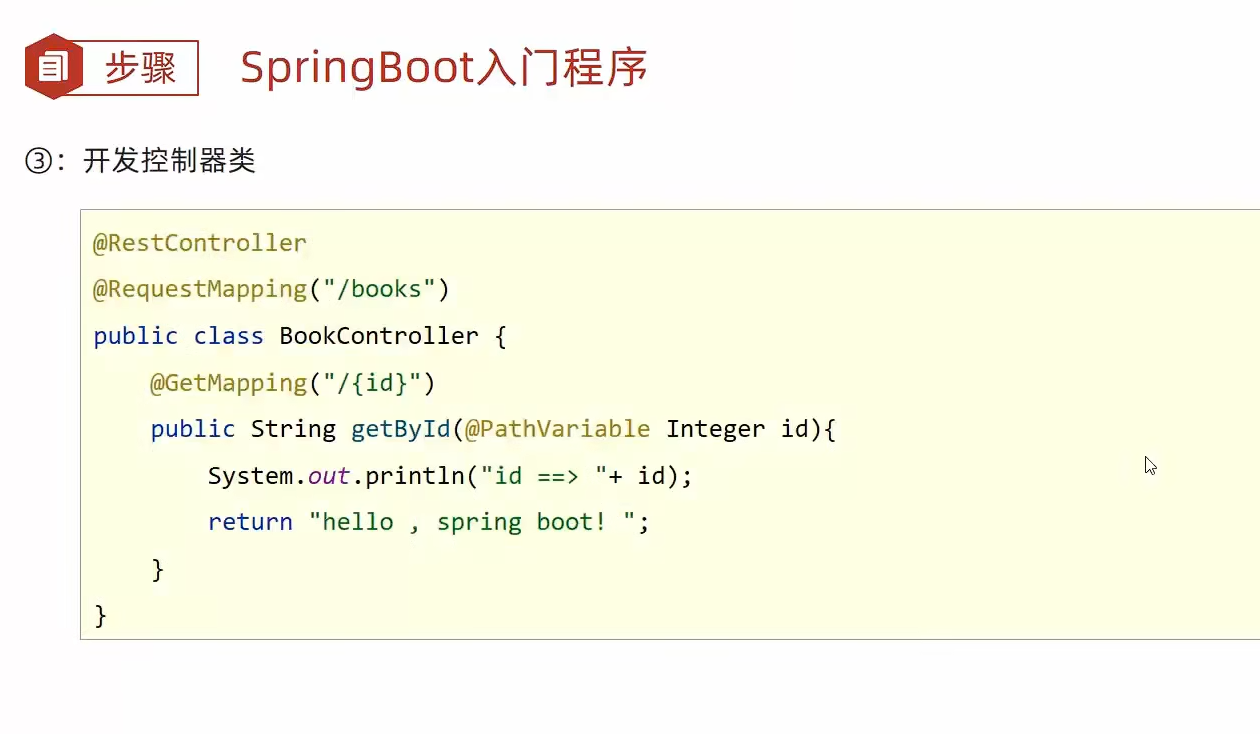 步骤 SpringBoot入门程序
③：开发控制器类
@RestController
@RequestMapping("/books")
public class BookController {
    @GetMapping("/{id}")
    public String getById(@PathVariable Integer id){
        System.out.println("id ==> "+ id);
        return "hello , spring boot! ";
    }
}